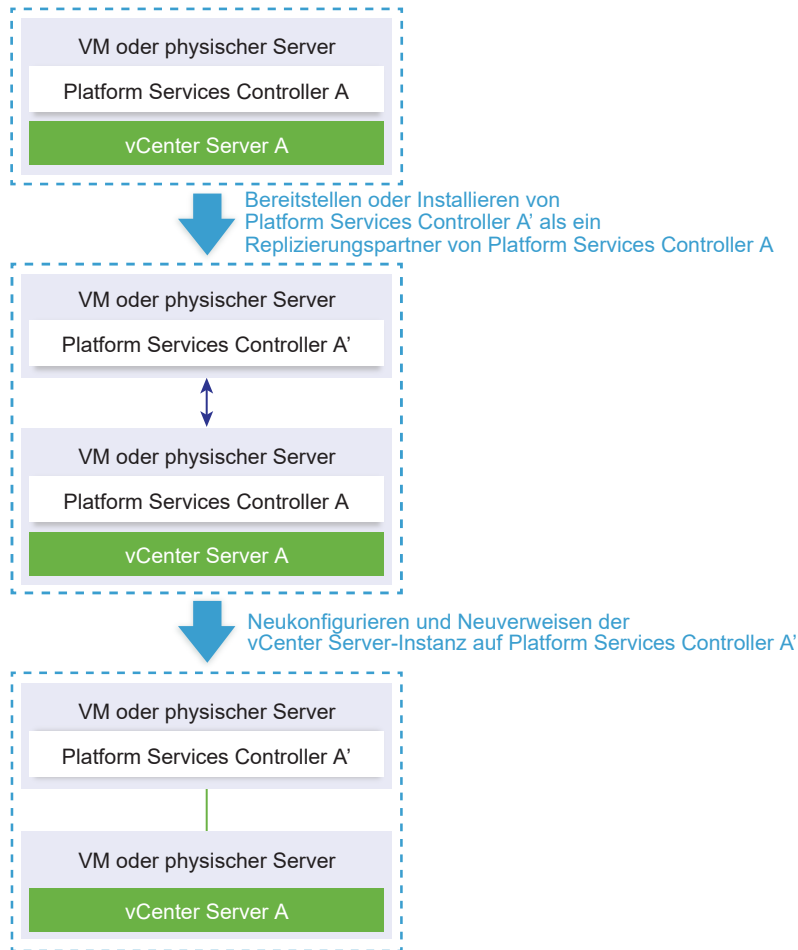 VM oder physischer Server
Platform Services Controller A
vCenter Server A
Bereitstellen oder Installieren von
Platform Services Controller A’ als ein
Replizierungspartner von Platform Services Controller A
VM oder physischer Server
Platform Services Controller A’
VM oder physischer Server
Platform Services Controller A
vCenter Server A
Neukonfigurieren und Neuverweisen der
vCenter Server-Instanz auf Platform Services Controller A’
VM oder physischer Server
Platform Services Controller A’
VM oder physischer Server
vCenter Server A